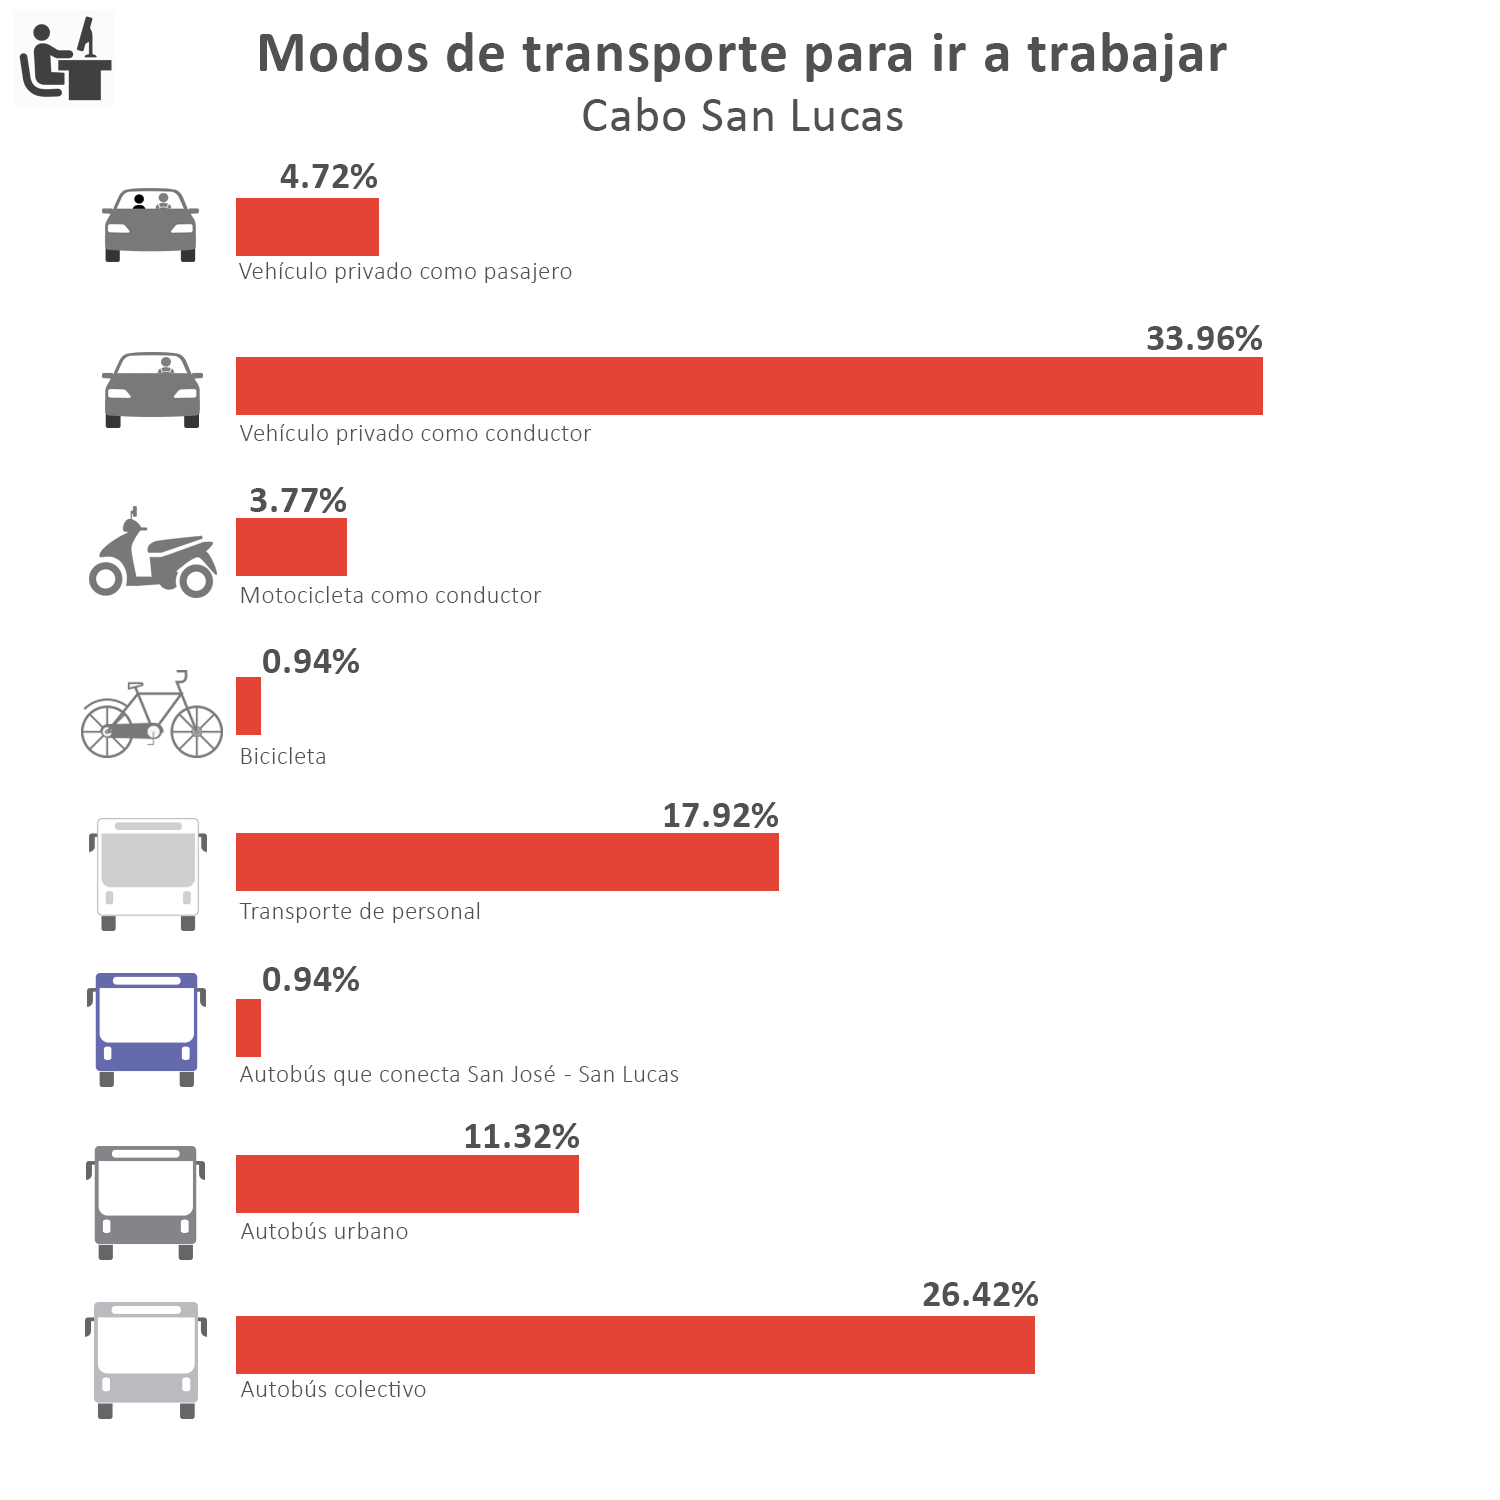 Modos de transporte para ir a trabajar
Cabo San Lucas
4.72%
Vehículo privado como pasajero
33.96%
Vehículo privado como conductor
3.77%
Motocicleta como conductor
0.94%
Bicicleta
17.92%
Transporte de personal
0.94%
Autobús que conecta San José - San Lucas
11.32%
Autobús urbano
26.42%
Autobús colectivo